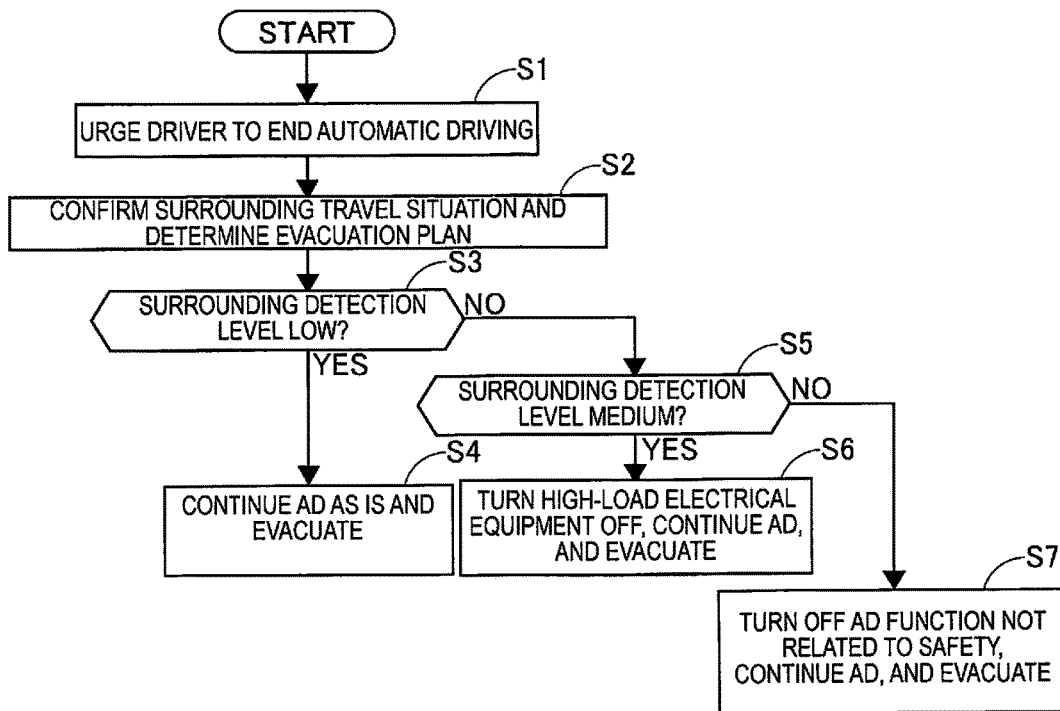 START
S1
URGE DRIVER TO END AUTOMATIC DRIVING
S2
CONFIRM SURROUNDING TRAVEL SITUATION AND
DETERMINE EVACUATION PLAN
S3
SURROUNDING DETECTION
LEVEL LOW?
NO
YES
S5
SURROUNDING DETECTION
LEVEL MEDIUM?
NO
YES
S4
CONTINUE AD AS IS AND
EVACUATE
S6
TURN HIGH-LOAD ELECTRICAL
EQUIPMENT OFF, CONTINUE AD,
AND EVACUATE
S7
TURN OFF AD FUNCTION NOT
RELATED TO SAFETY,
CONTINUE AD, AND EVACUATE